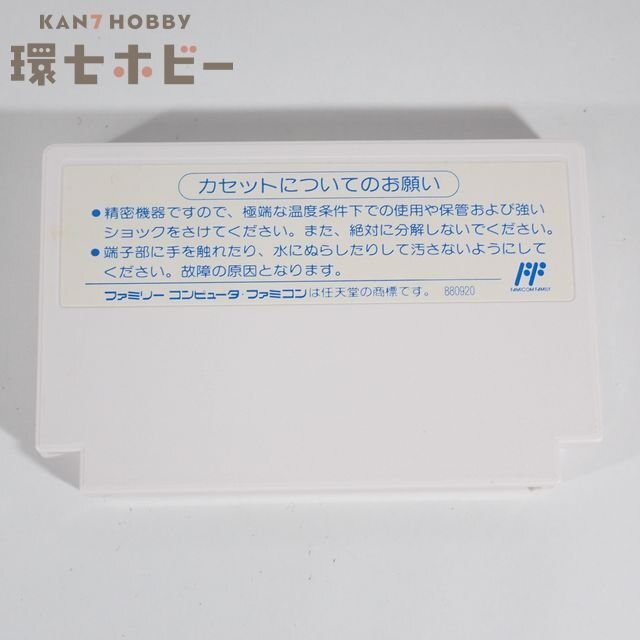 KAN7HOBBY
環七ホビー
カセットについてのお願い
●精密機器ですので、極端な温度条件下での使用や保管および強い
ショックをさけてください。また、絶対に分解しないでください。
●端子部に手を触れたり、水にぬらしたりして汚さないようにして
ください。故障の原因となります。
FF
FAMICOM FAMILY
ファミリー コンピュータ・ファミコンは任天堂の商標です。 880920